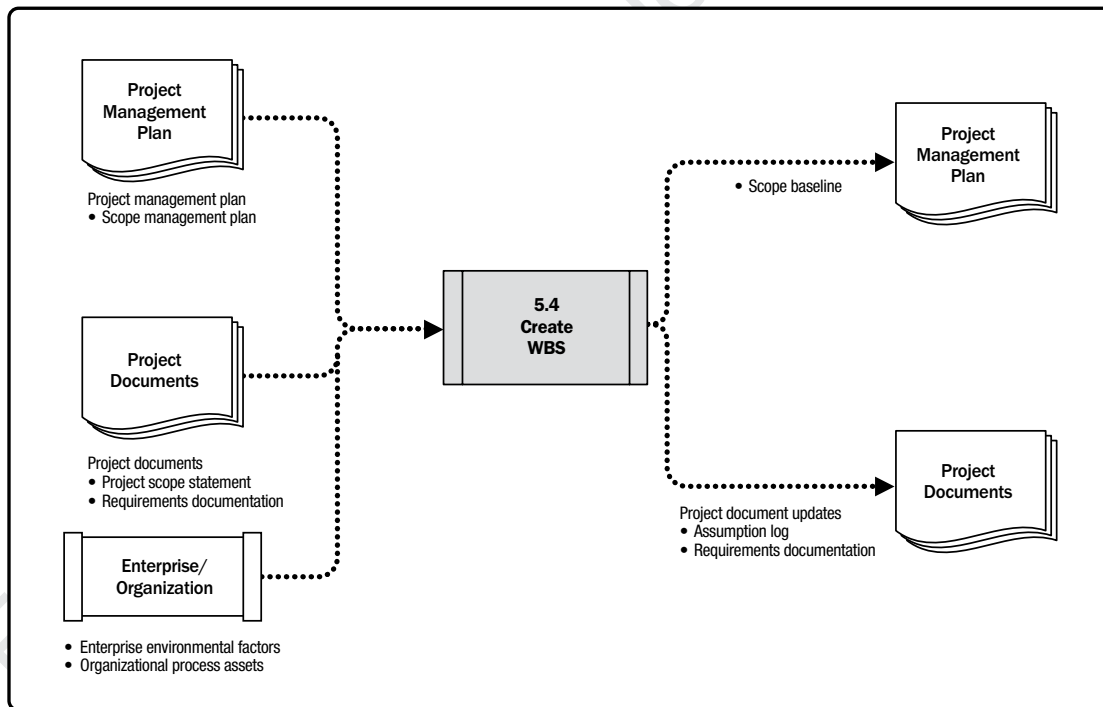 Project
Management
Plan
Project management plan
• Scope management plan
Project
Documents
Project documents
• Project scope statement
• Requirements documentation
Enterprise/
Organization
• Enterprise environmental factors
• Organizational process assets
5.4
Create
WBS
• Scope baseline
Project
Management
Plan
Project document updates
• Assumption log
• Requirements documentation
Project
Documents